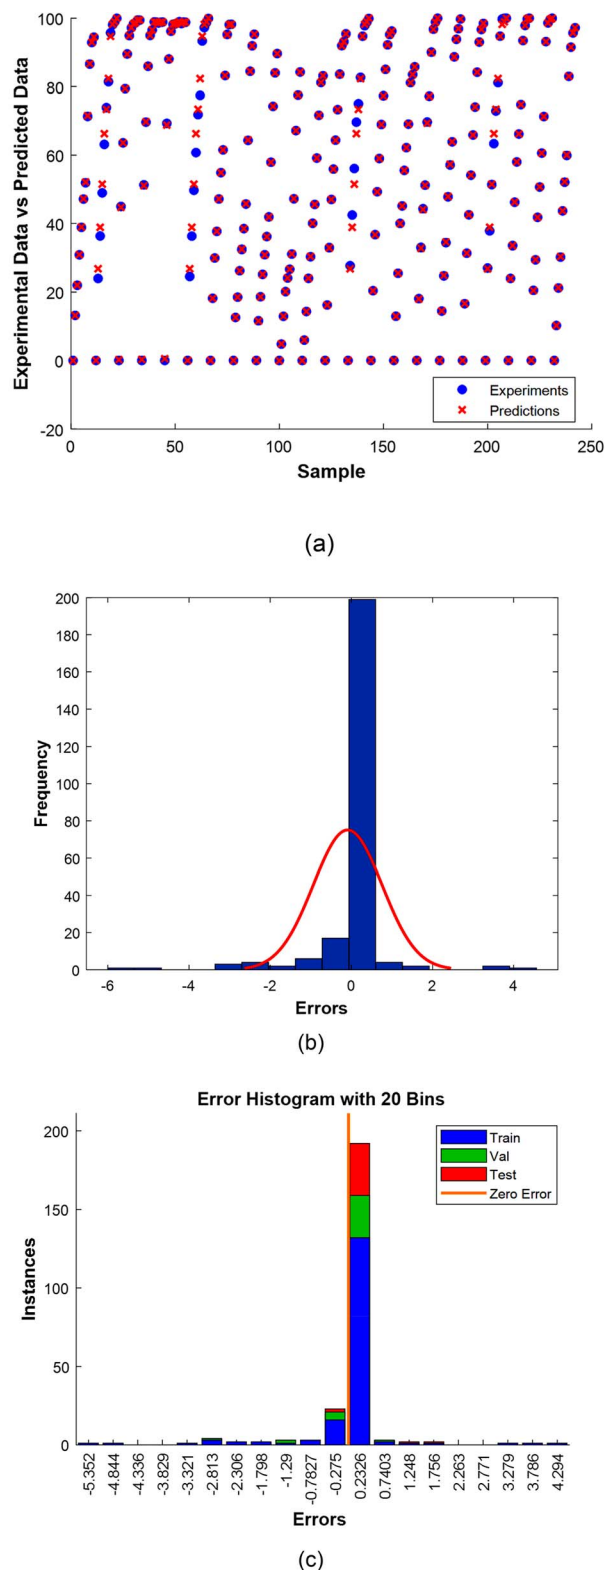 100
80
60
40
20
0
-20
Experimental Data vs Predicted Data
Experiments
Predictions
0 50 100 150 200 250
Sample
(a)
200
180
160
140
120
100
80
60
40
20
0
Frequency
-6 -4 -2 0 2 4
Errors
(b)
Error Histogram with 20 Bins
200
150
100
50
0
Instances
Train
Val
Test
Zero Error
-5.352
-4.844
-4.336
-3.829
-3.321
-2.813
-2.306
-1.798
-1.29
-0.7827
-0.275
0.2326
0.7403
1.248
1.756
2.263
2.771
3.279
3.786
4.294
Errors
(c)